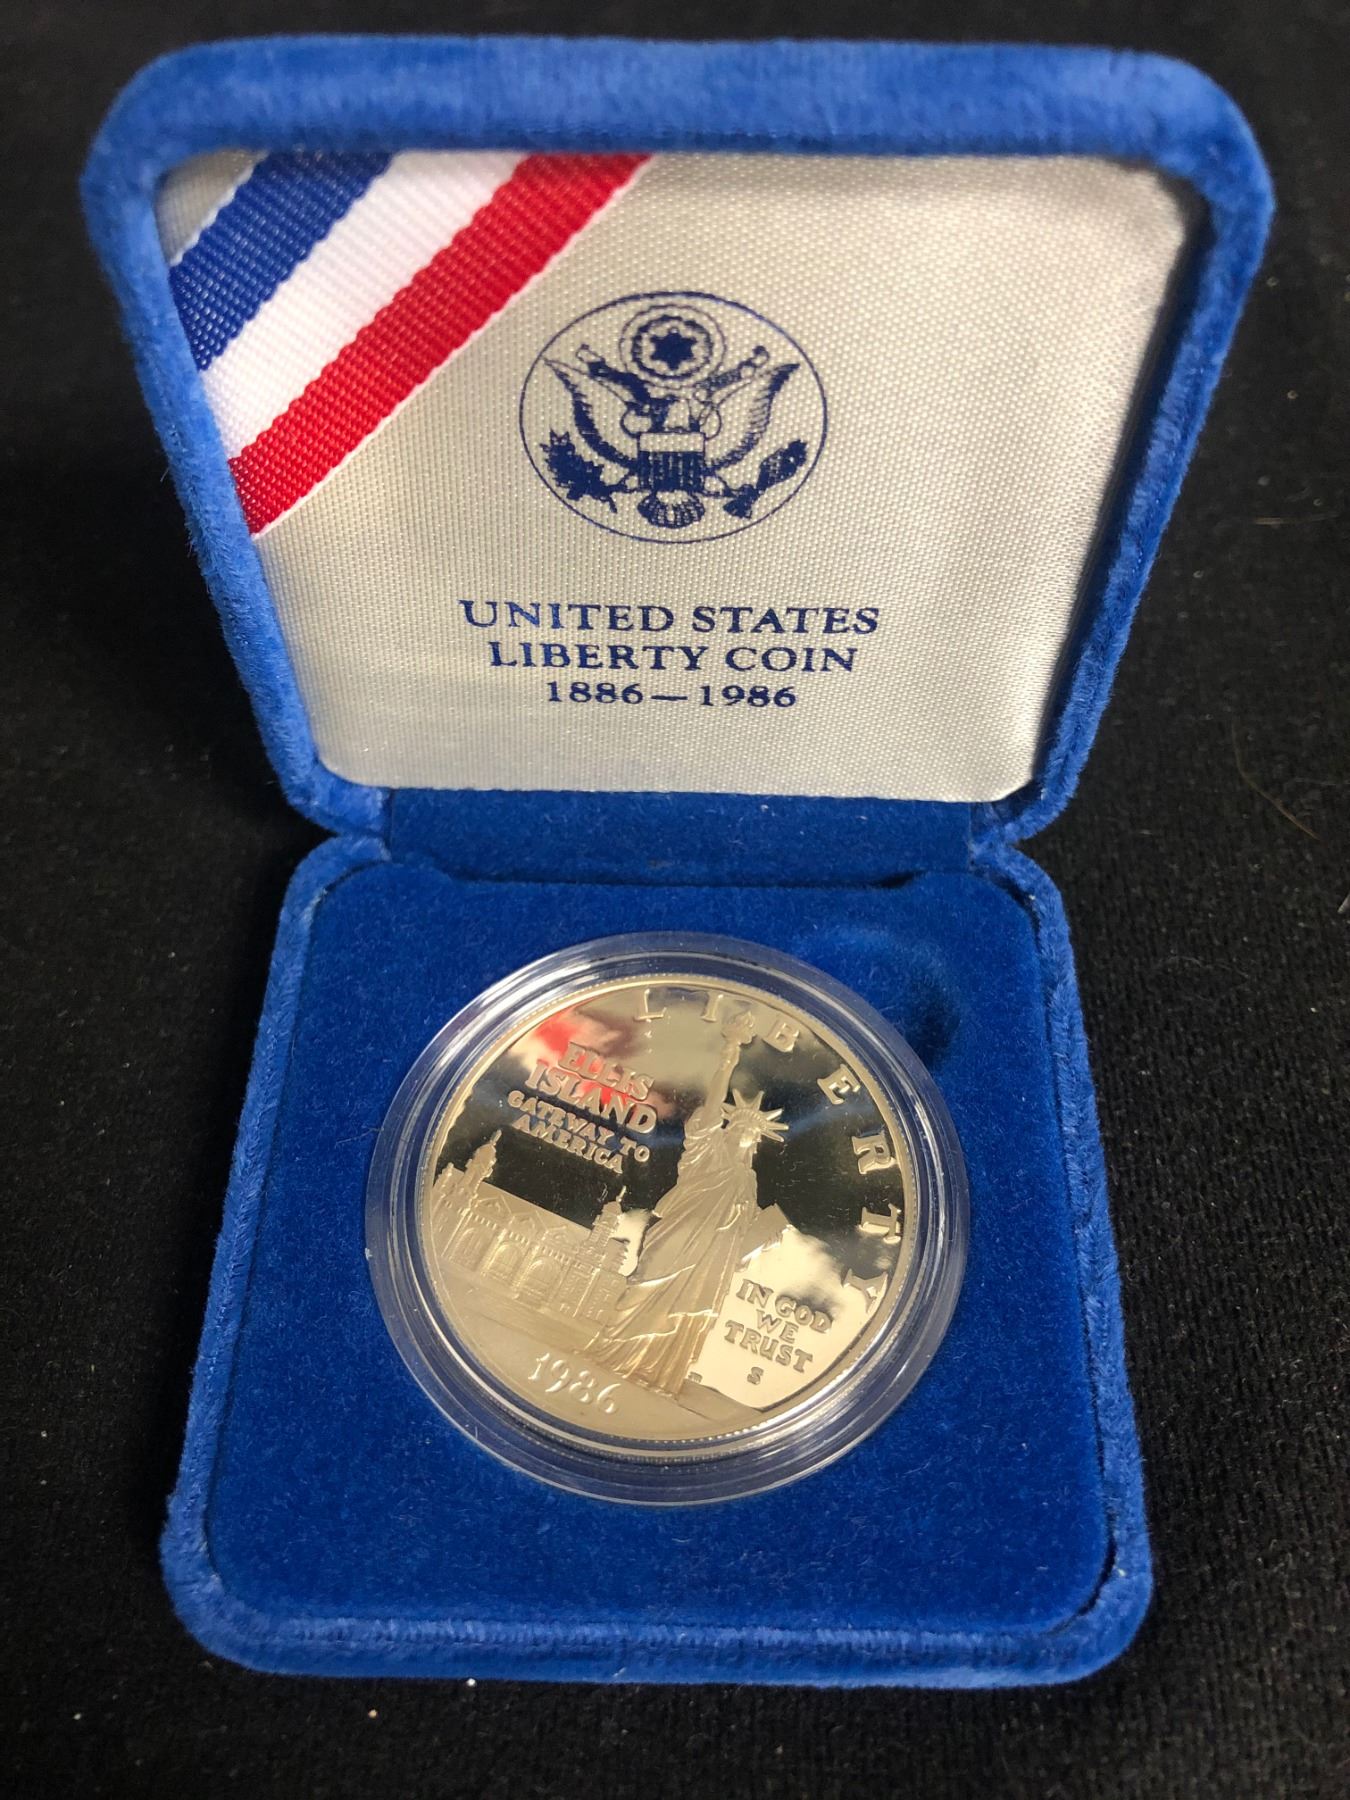 UNITED STATES
LIBERTY COIN
1886–1986
LIBERTY
ELLIS
ISLAND
GATEWAY TO
AMERICA
IN GOD
WE
TRUST
S
1986